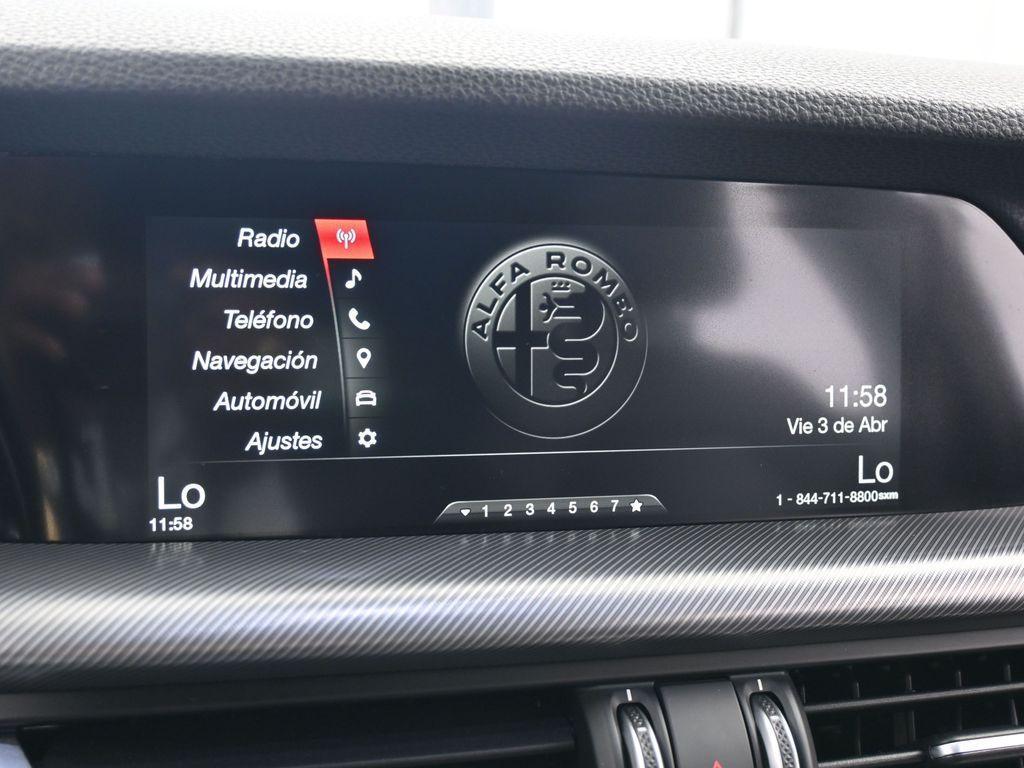 Radio
Multimedia
Teléfono
Navegación
Automóvil
Ajustes
ALFA ROMEO
11:58
Vie 3 de Abr
Lo
11:58
1 2 3 4 5 6 7
Lo
1 - 844-711-8800sxm